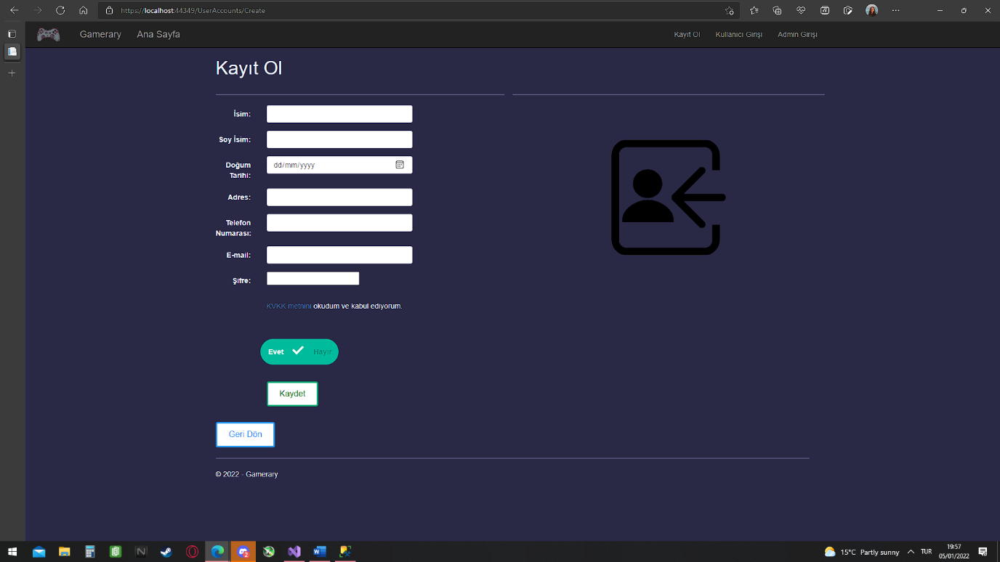 https://localhost:44349/UserAccounts/Create
Gamerary
Ana Sayfa
Kayıt Ol
Kullanıcı Girişi
Admin Girişi
Kayıt Ol
İsim:
Soy İsim:
Doğum
Tarihi:
dd/mm/yyyy
Adres:
Telefon
Numarası:
E-mail:
Şifre:
KVKK metnini okudum ve kabul ediyorum.
Evet
Hayır
Kaydet
Geri Dön
© 2022 - Gamerary
2
15°C Partly sunny
TUR
19:57
05/01/2022